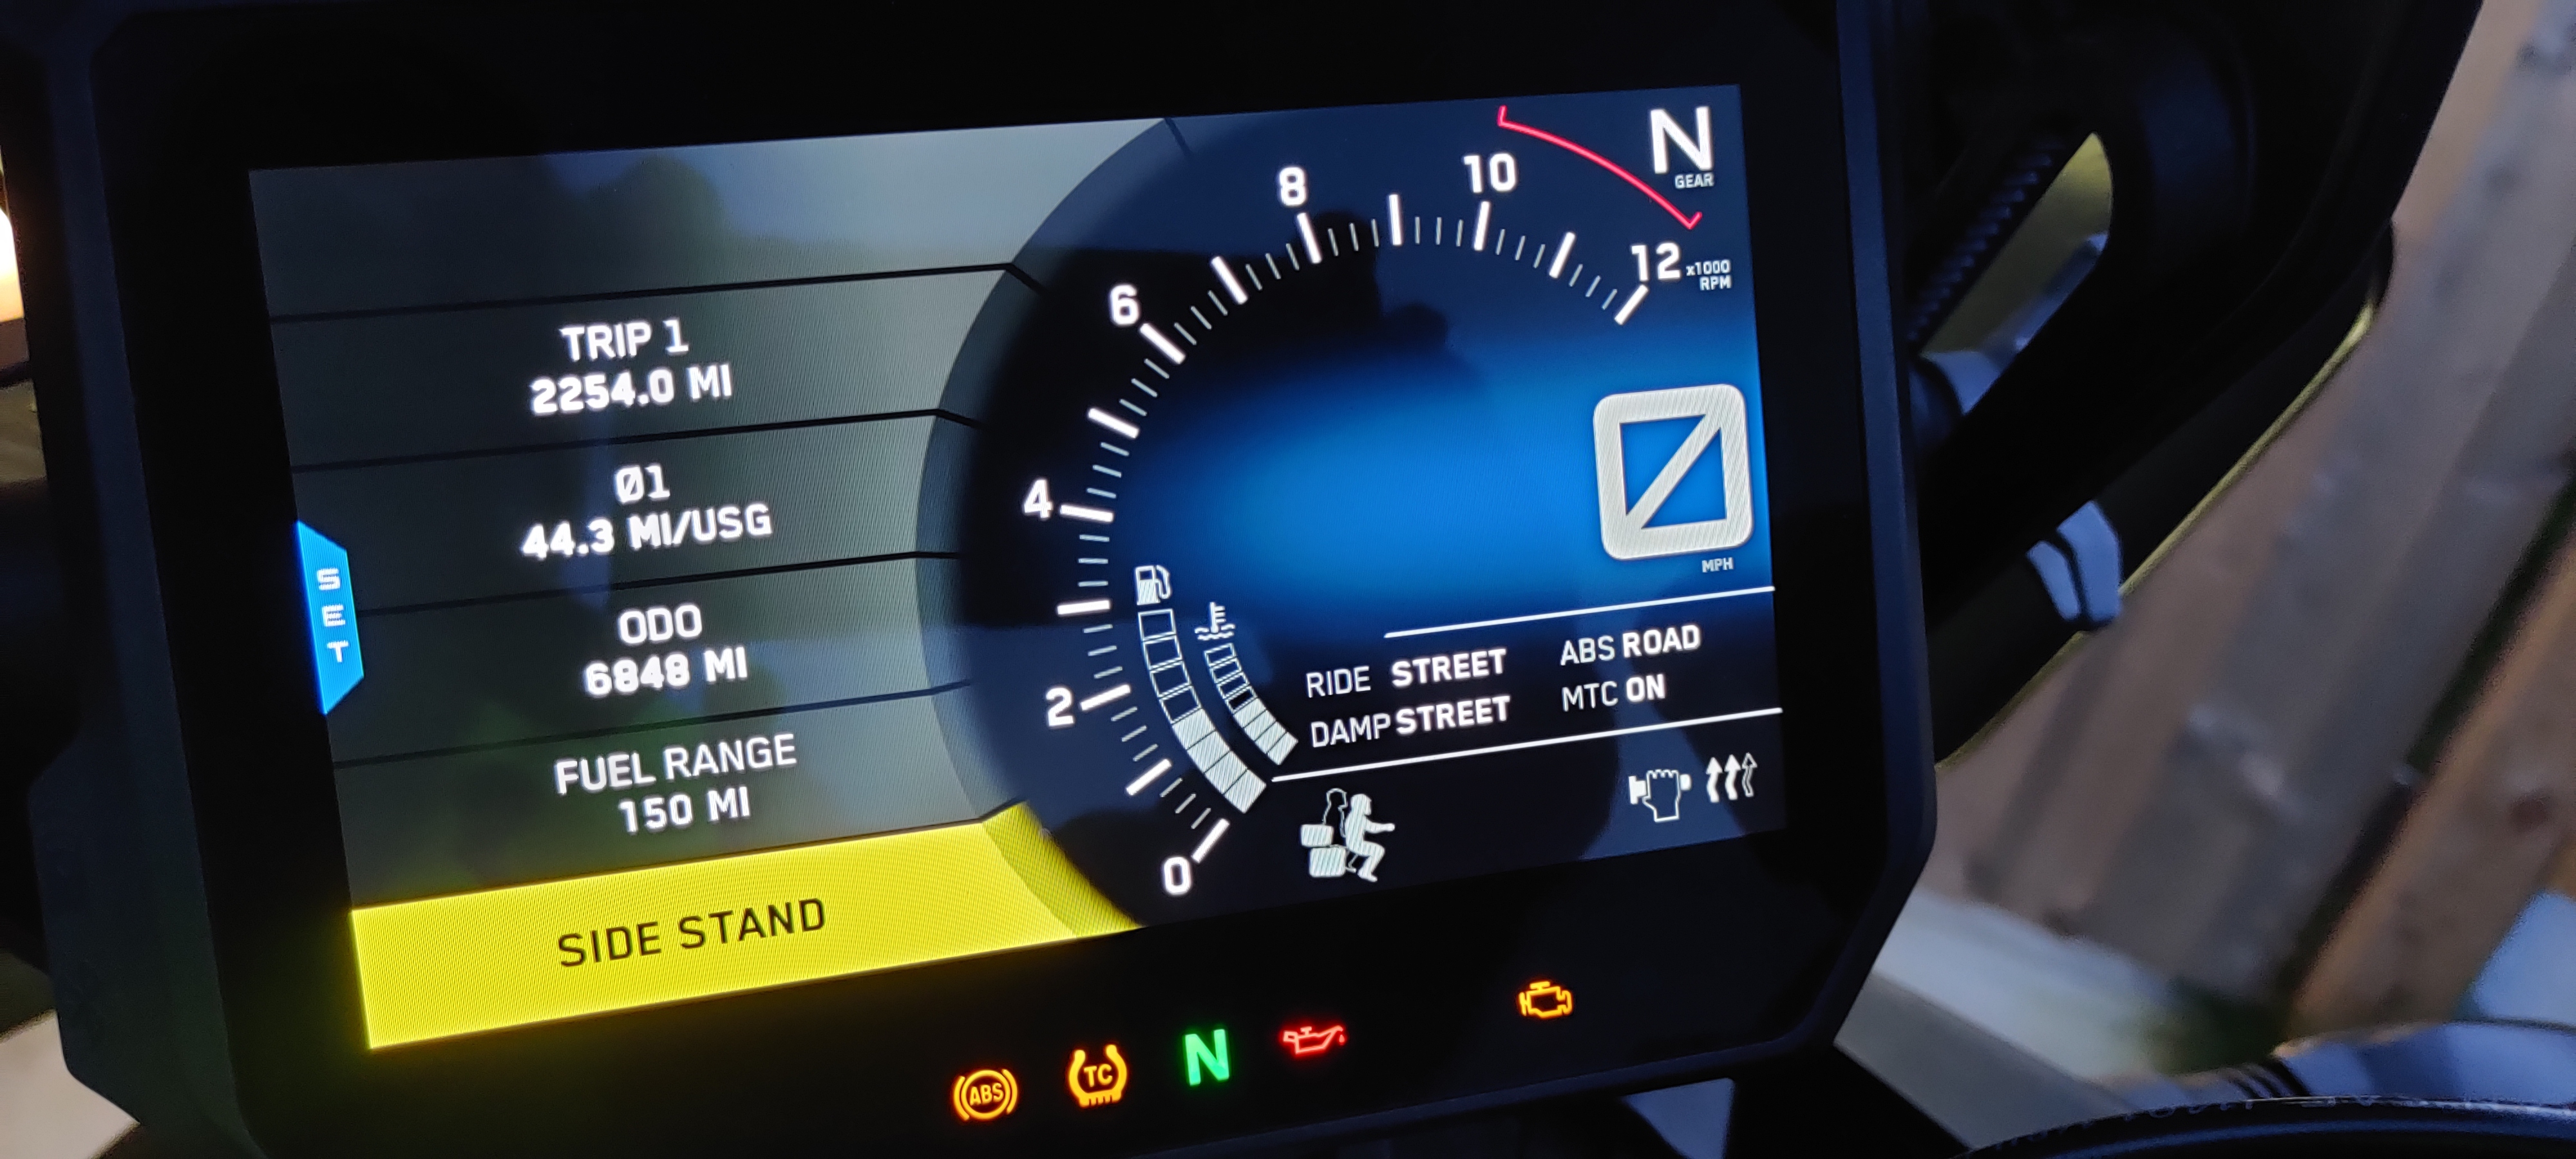 TRIP 1
2254.0 MI
Ø1
44.3 MI/USG
ODO
6848 MI
FUEL RANGE
150 MI
SIDE STAND
SET
N
GEAR
0
2
4
6
8
10
12
x1000
RPM
0
MPH
RIDE STREET
DAMP STREET
ABS ROAD
MTC ON
ABS
TC
N